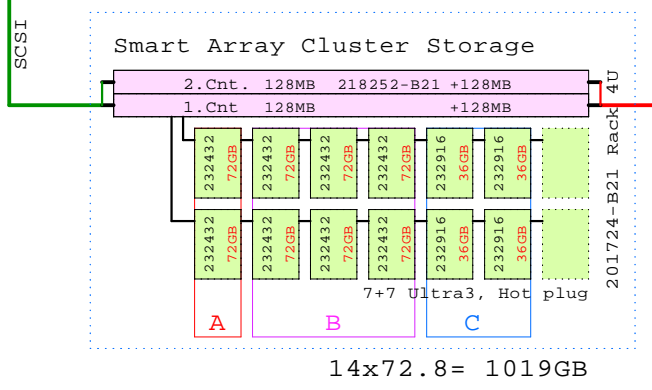 SCSI
Smart Array Cluster Storage
2.Cnt. 128MB 218252-B21 +128MB
1.Cnt 128MB +128MB
201724-B21 Rack 4U
232432 72GB 232432 72GB 232432 72GB 232432 72GB 232916 36GB 232916 36GB
232432 72GB 232432 72GB 232432 72GB 232432 72GB 232916 36GB 232916 36GB
7+7 Ultra3, Hot plug
A B C
14x72.8= 1019GB